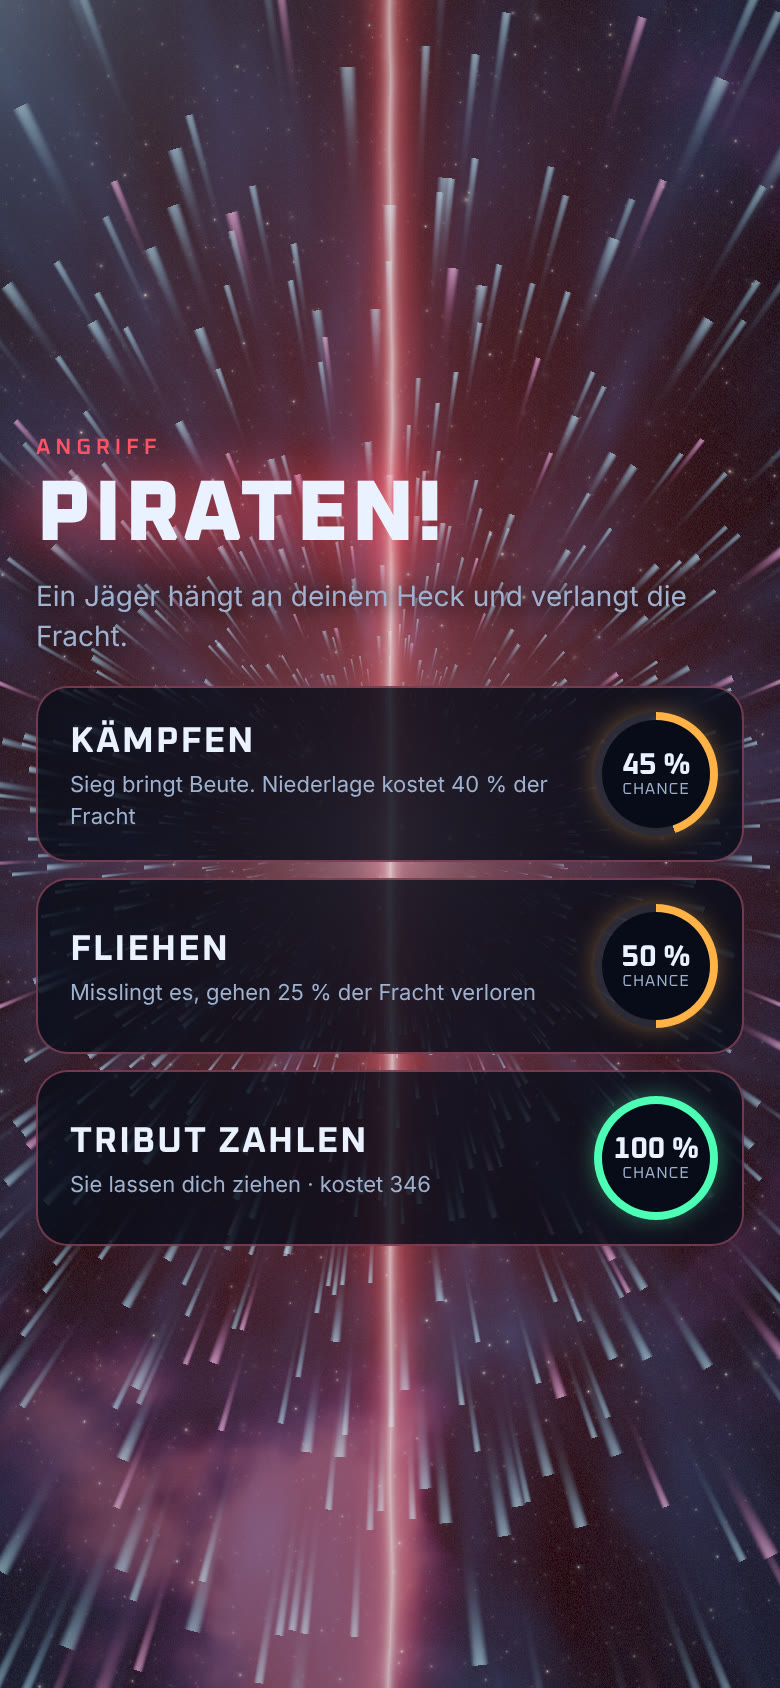 ANGRIFF
PIRATEN!
Ein Jäger hängt an deinem Heck und verlangt die
Fracht.
KÄMPFEN
Sieg bringt Beute. Niederlage kostet 40 % der
Fracht
45 %
CHANCE
FLIEHEN
Misslingt es, gehen 25 % der Fracht verloren
50 %
CHANCE
TRIBUT ZAHLEN
Sie lassen dich ziehen · kostet 346
100 %
CHANCE